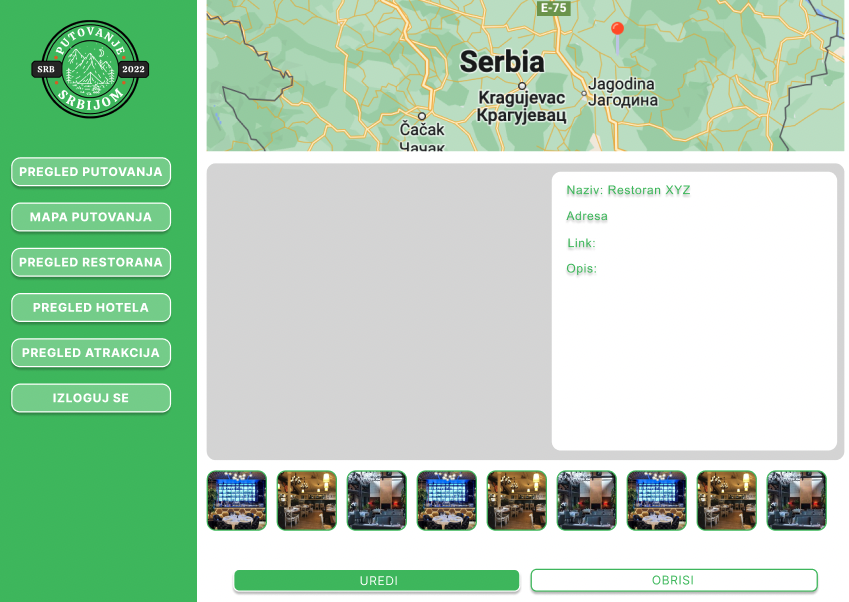 PUTOVANJE
SRB
2022
SRBIJOM
PREGLED PUTOVANJA
MAPA PUTOVANJA
PREGLED RESTORANA
PREGLED HOTELA
PREGLED ATRAKCIJA
IZLOGUJ SE
E-75
Serbia
Jagodina
Јагодина
Kragujevac
Крагујевац
Čačak
Чачак
Naziv: Restoran XYZ
Adresa
Link:
Opis:
UREDI
OBRISI